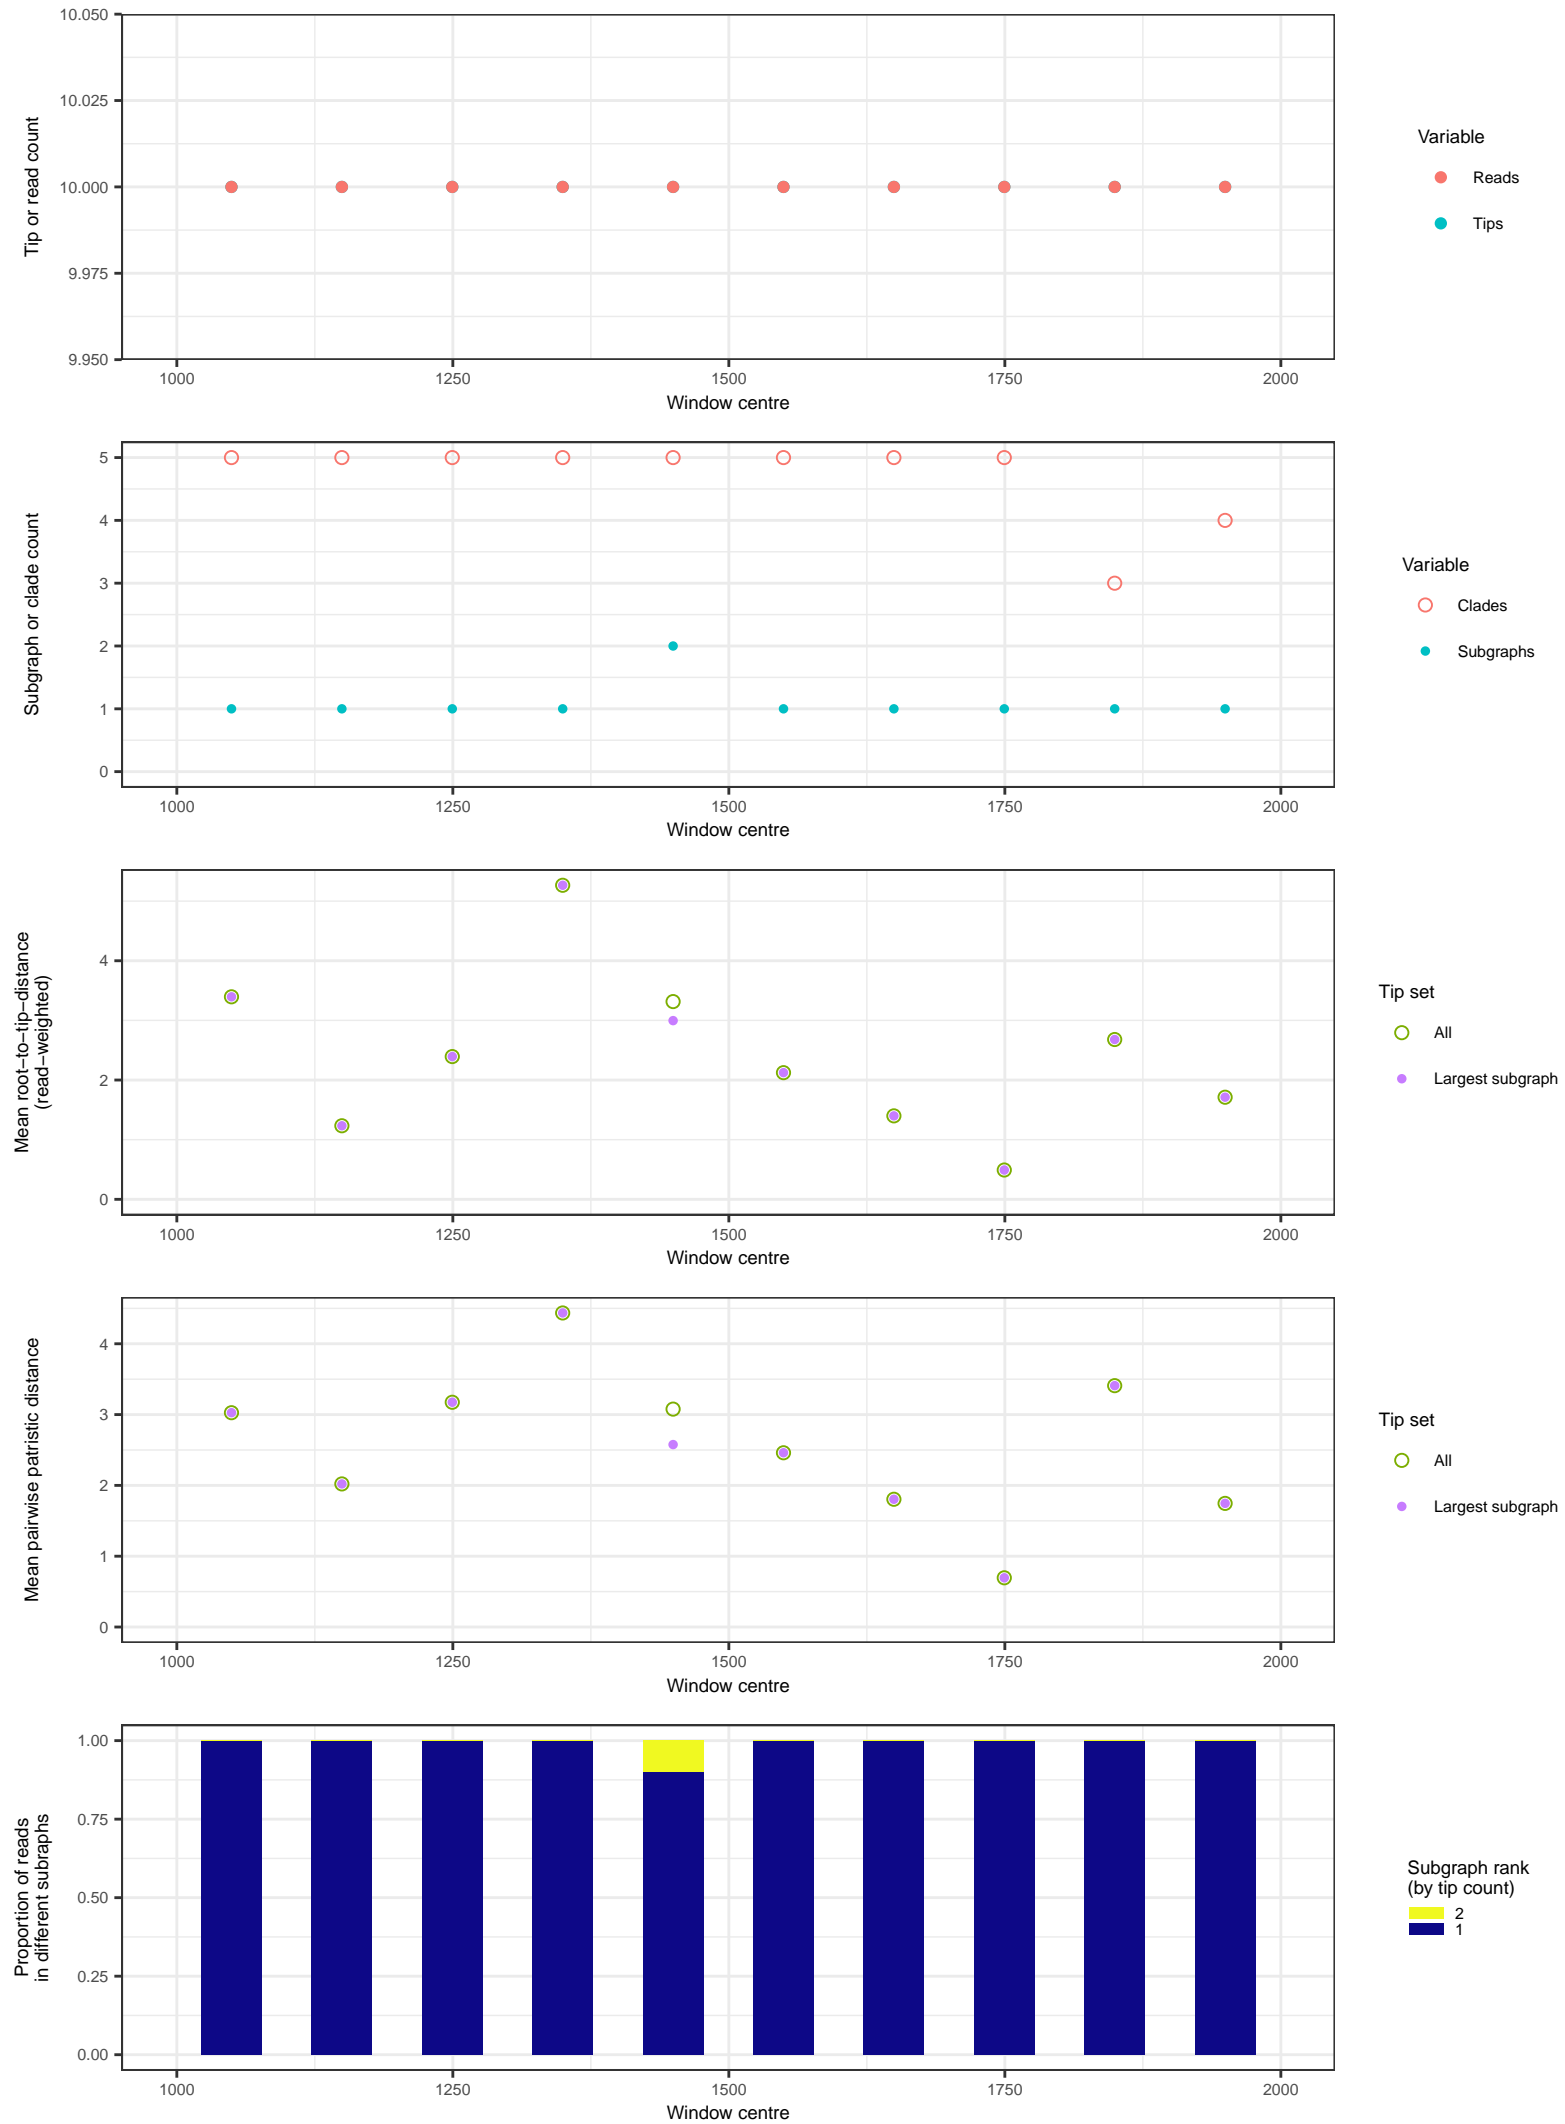 10.050
10.025
10.000
9.975
9.950
Tip or read count
1000 1250 1500 1750 2000
Window centre
Variable
Reads
Tips
5
4
3
2
1
0
Subgraph or clade count
1000 1250 1500 1750 2000
Window centre
Variable
Clades
Subgraphs
4
2
0
Mean root−to−tip−distance
(read−weighted)
1000 1250 1500 1750 2000
Window centre
Tip set
All
Largest subgraph
4
3
2
1
0
Mean pairwise patristic distance
1000 1250 1500 1750 2000
Window centre
Tip set
All
Largest subgraph
1.00
0.75
0.50
0.25
0.00
Proportion of reads
in different subraphs
1000 1250 1500 1750 2000
Window centre
Subgraph rank
(by tip count)
2
1